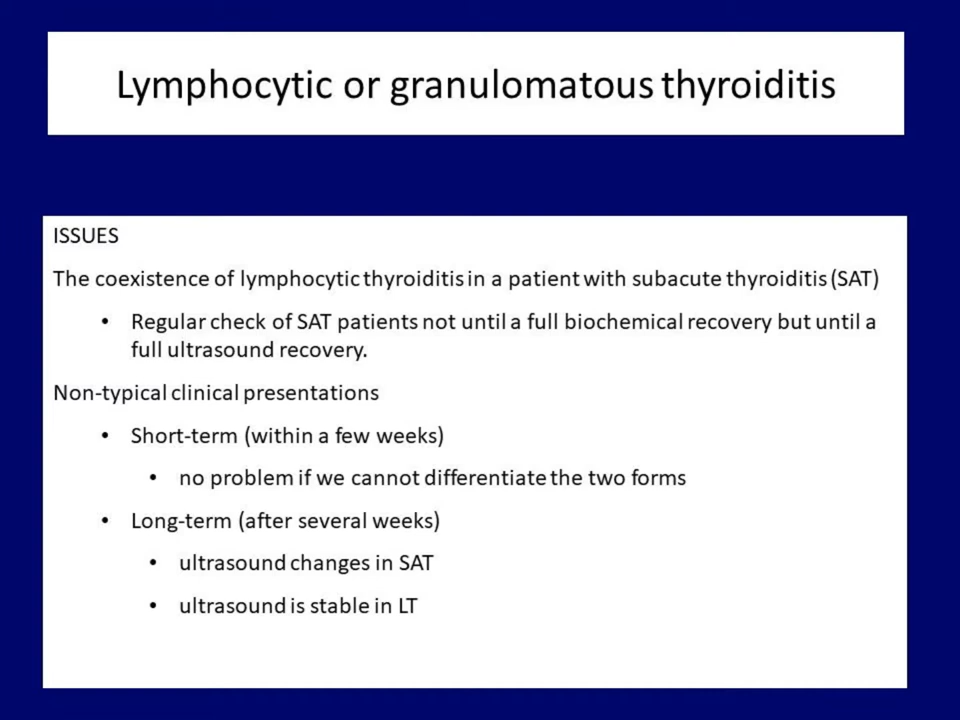 Lymphocytic or granulomatous thyroiditis
ISSUES
The coexistence of lymphocytic thyroiditis in a patient with subacute thyroiditis (SAT)
• Regular check of SAT patients not until a full biochemical recovery but until a
full ultrasound recovery.
Non-typical clinical presentations
• Short-term (within a few weeks)
• no problem if we cannot differentiate the two forms
• Long-term (after several weeks)
• ultrasound changes in SAT
• ultrasound is stable in LT